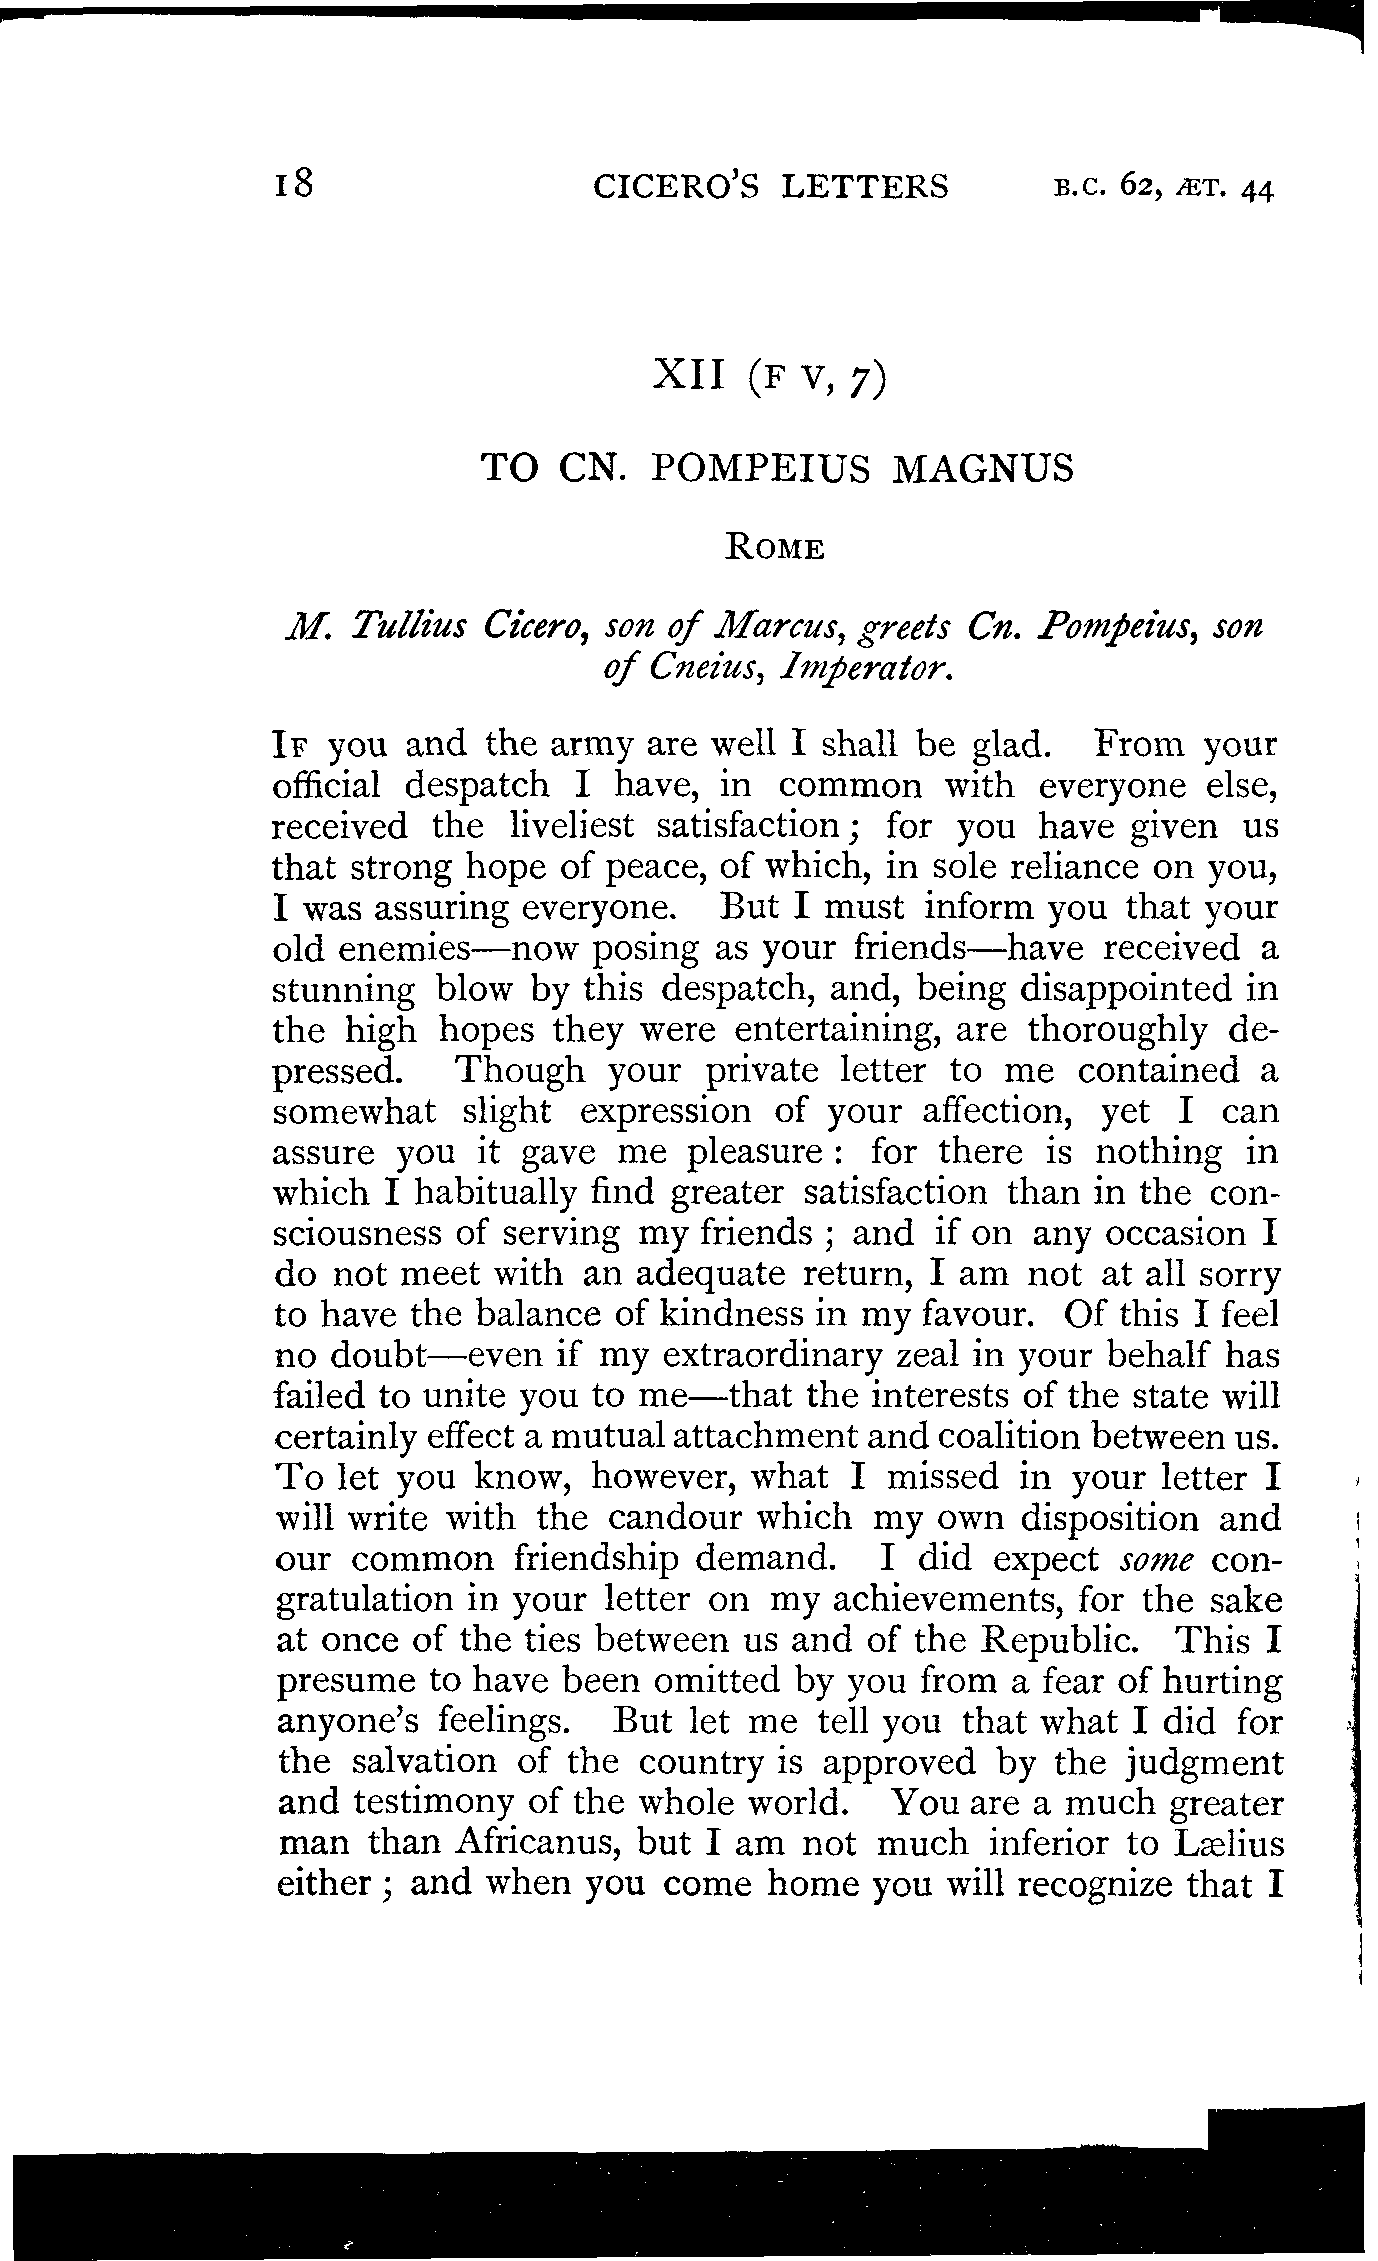 18 CICERO'S LETTERS B.C. 62, ÆT. 44
XII (F V, 7)
TO CN. POMPEIUS MAGNUS
ROME
M. Tullius Cicero, son of Marcus, greets Cn. Pompeius, son
of Cneius, Imperator.
IF you and the army are well I shall be glad. From your
official despatch I have, in common with everyone else,
received the liveliest satisfaction; for you have given us
that strong hope of peace, of which, in sole reliance on you,
I was assuring everyone. But I must inform you that your
old enemies—now posing as your friends—have received a
stunning blow by this despatch, and, being disappointed in
the high hopes they were entertaining, are thoroughly de-
pressed. Though your private letter to me contained a
somewhat slight expression of your affection, yet I can
assure you it gave me pleasure: for there is nothing in
which I habitually find greater satisfaction than in the con-
sciousness of serving my friends; and if on any occasion I
do not meet with an adequate return, I am not at all sorry
to have the balance of kindness in my favour. Of this I feel
no doubt—even if my extraordinary zeal in your behalf has
failed to unite you to me—that the interests of the state will
certainly effect a mutual attachment and coalition between us.
To let you know, however, what I missed in your letter I
will write with the candour which my own disposition and
our common friendship demand. I did expect some con-
gratulation in your letter on my achievements, for the sake
at once of the ties between us and of the Republic. This I
presume to have been omitted by you from a fear of hurting
anyone's feelings. But let me tell you that what I did for
the salvation of the country is approved by the judgment
and testimony of the whole world. You are a much greater
man than Africanus, but I am not much inferior to Lælius
either; and when you come home you will recognize that I